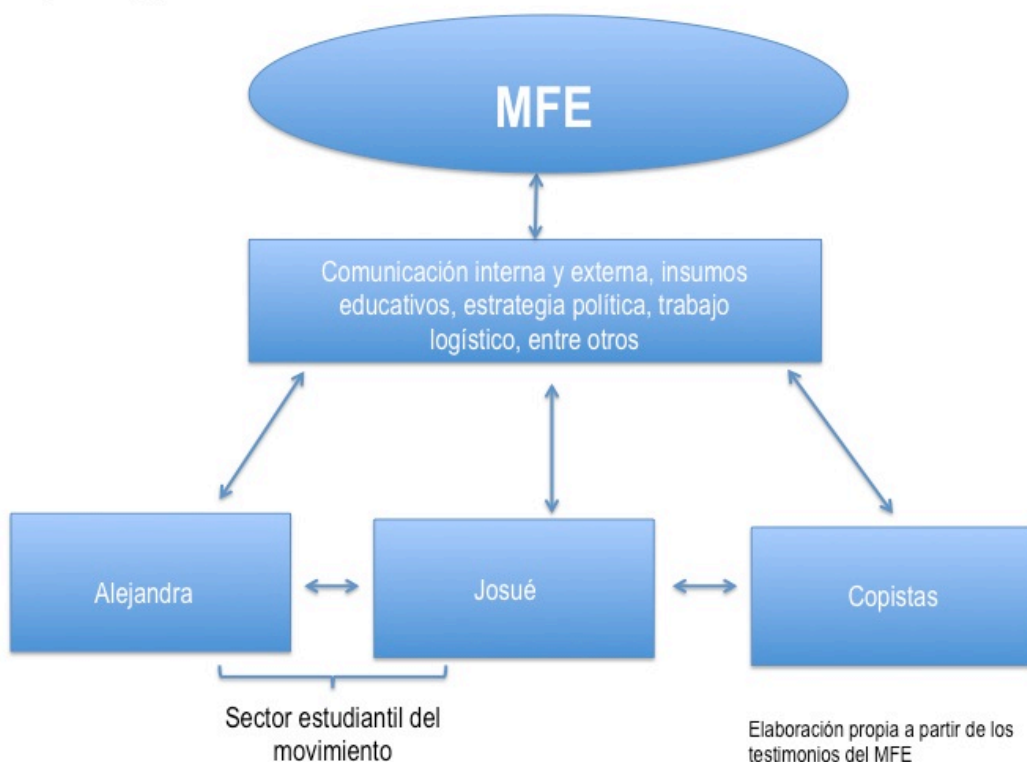 MFE
Comunicación interna y externa, insumos
educativos, estrategia política, trabajo
logístico, entre otros
Alejandra
Josué
Copistas
Sector estudiantil del
movimiento
Elaboración propia a partir de los
testimonios del MFE